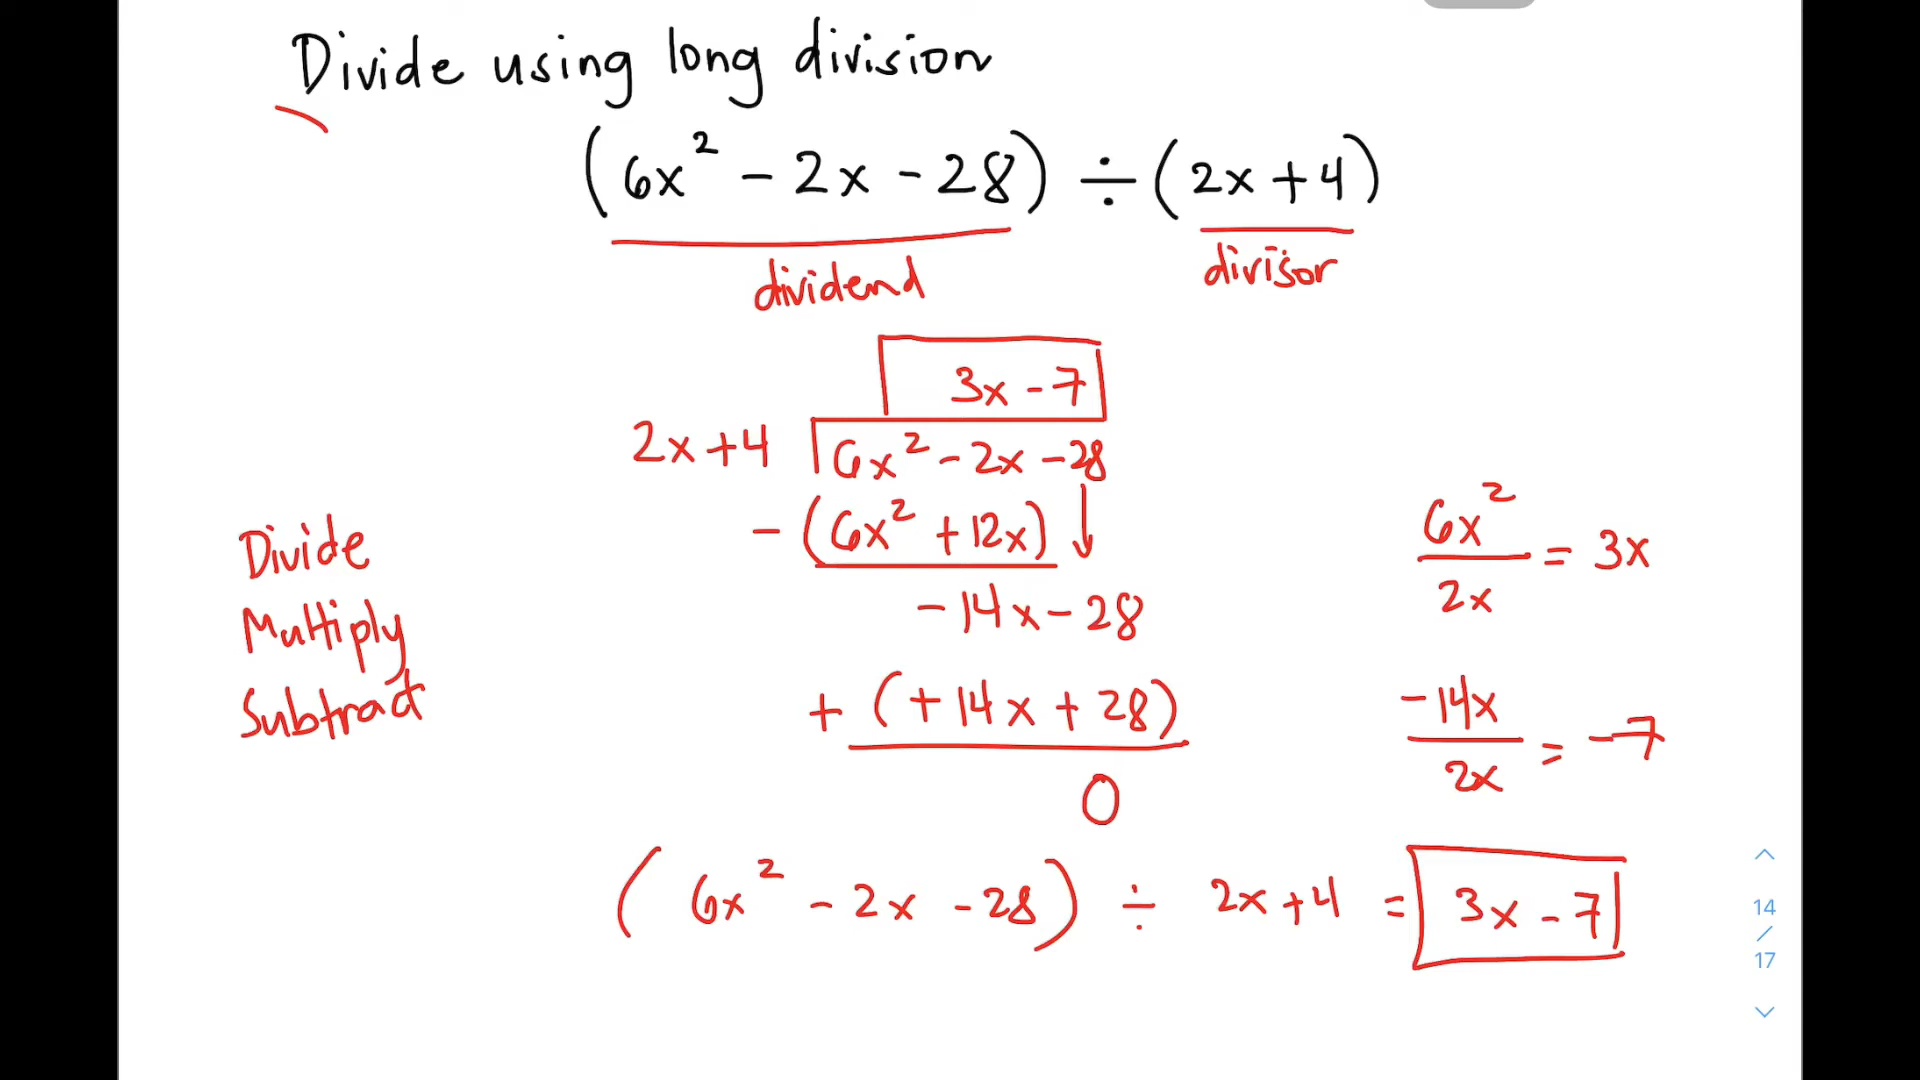 Divide using long division
(6x² - 2x - 28) ÷ (2x + 4)
dividend
divisor
3x - 7
2x + 4
6x² - 2x - 28
- (6x² + 12x) ↓
- 14x - 28
+ (+ 14x + 28)
0
Divide
Multiply
Subtract
6x²/2x = 3x
-14x/2x = -7
(6x² - 2x - 28) ÷ 2x + 4 = 3x - 7
14
/
17